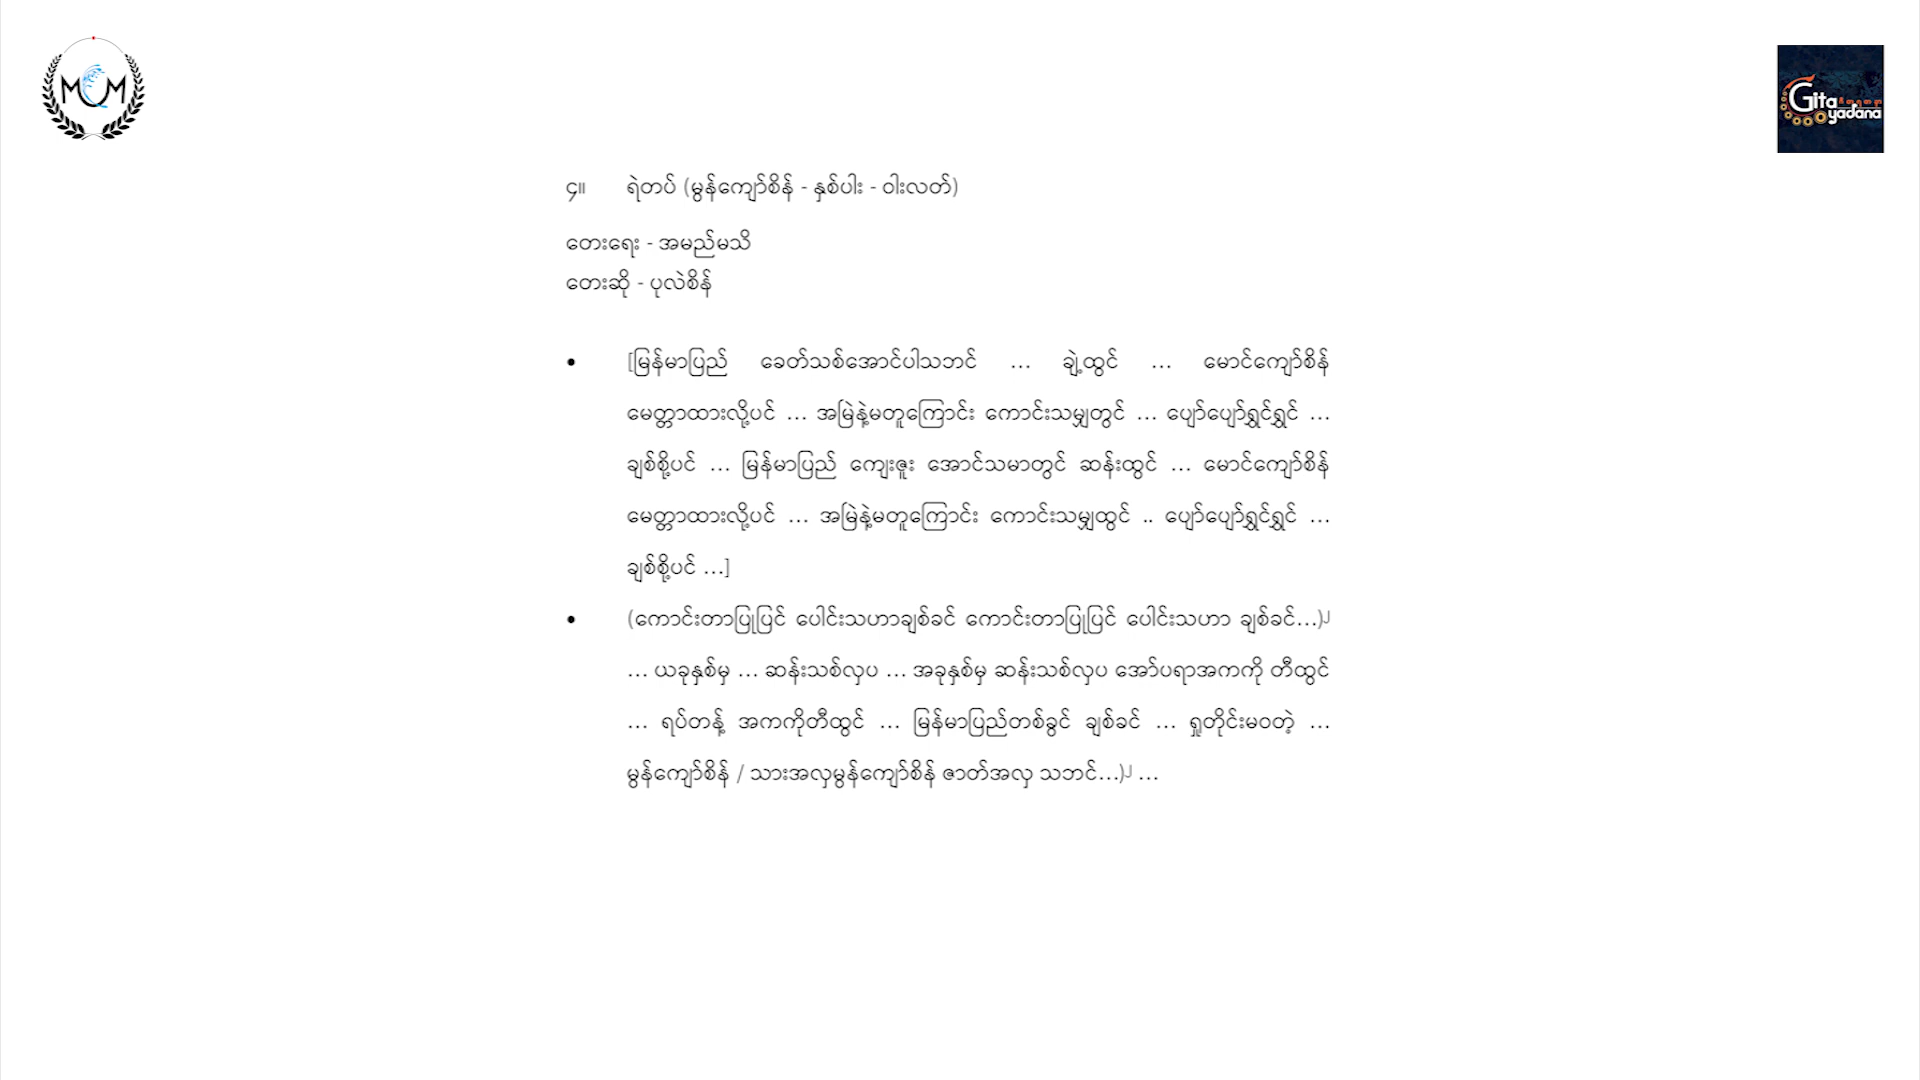 MUM
Gita
ဂီတရတနာ
yadana
၄။ ရဲတပ် (မွန်ကျော်စိန် - နှစ်ပါး - ဝါးလတ်)
တေးရေး - အမည်မသိ
တေးဆို - ပုလဲစိန်
• [မြန်မာပြည် ခေတ်သစ်အောင်ပါသဘင် … ချဲ့ထွင် … မောင်ကျော်စိန်
မေတ္တာထားလို့ပင် … အမြဲနဲ့မတူကြောင်း ကောင်းသမျှတွင် … ပျော်ပျော်ရွှင်ရွှင် …
ချစ်စို့ပင် … မြန်မာပြည် ကျေးဇူး အောင်သမာတွင် ဆန်းထွင် … မောင်ကျော်စိန်
မေတ္တာထားလို့ပင် … အမြဲနဲ့မတူကြောင်း ကောင်းသမျှထွင် .. ပျော်ပျော်ရွှင်ရွှင် …
ချစ်စို့ပင် …]
• (ကောင်းတာပြုပြင် ပေါင်းသဟာချစ်ခင် ကောင်းတာပြုပြင် ပေါင်းသဟာ ချစ်ခင်…)၂
… ယခုနှစ်မှ … ဆန်းသစ်လှပ … အခုနှစ်မှ ဆန်းသစ်လှပ အော်ပရာအကကို တီထွင်
… ရပ်တန့် အကကိုတီထွင် … မြန်မာပြည်တစ်ခွင် ချစ်ခင် … ရှုတိုင်းမဝတဲ့ …
မွန်ကျော်စိန် / သားအလှမွန်ကျော်စိန် ဇာတ်အလှ သဘင်…)၂ …